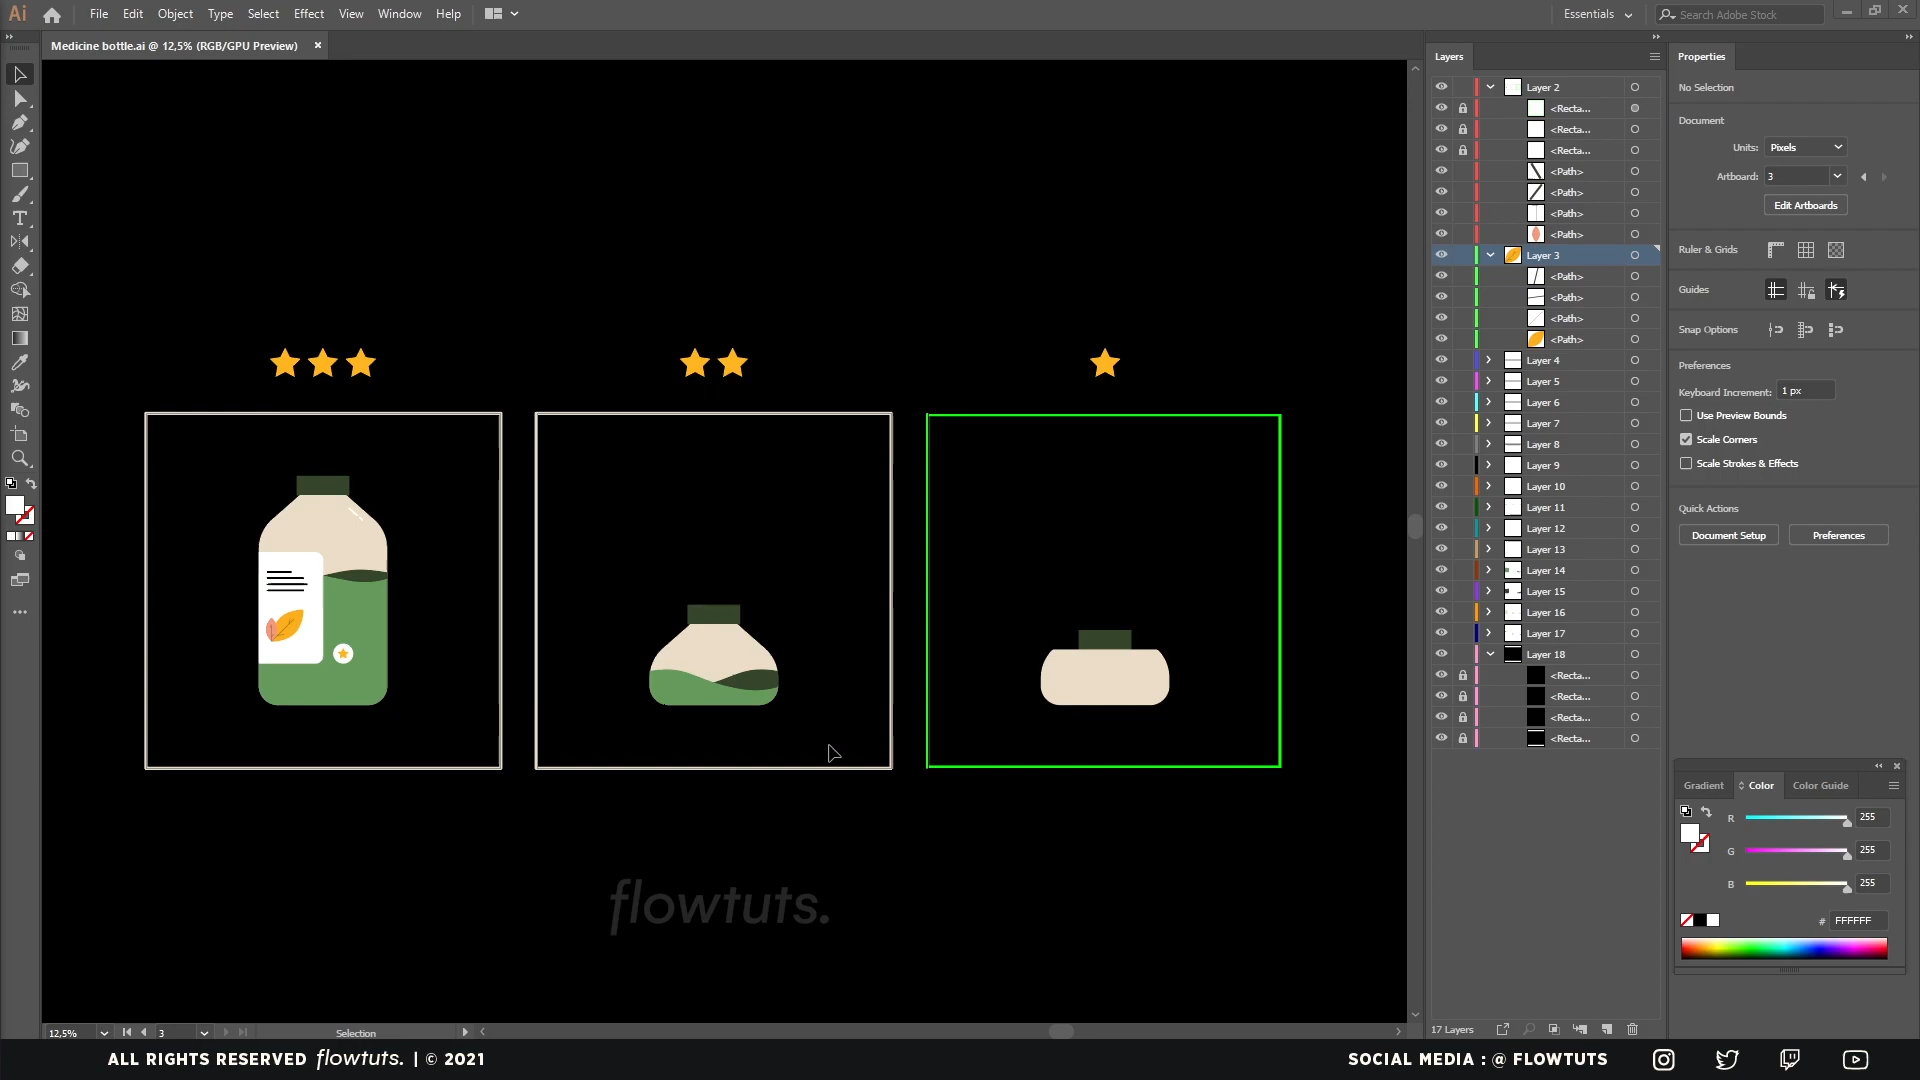 Ai File Edit Object Type Select Effect View Window Help Essentials Search Adobe Stock
Medicine bottle.ai @ 12,5% (RGB/GPU Preview)
Layers
Layer 2
<Recta...
<Recta...
<Recta...
<Path>
<Path>
<Path>
<Path>
Layer 3
<Path>
<Path>
<Path>
<Path>
Layer 4
Layer 5
Layer 6
Layer 7
Layer 8
Layer 9
Layer 10
Layer 11
Layer 12
Layer 13
Layer 14
Layer 15
Layer 16
Layer 17
Layer 18
<Recta...
<Recta...
<Recta...
<Recta...
17 Layers
Properties
No Selection
Document
Units: Pixels
Artboard: 3
Edit Artboards
Ruler & Grids
Guides
Snap Options
Preferences
Keyboard Increment: 1 px
Use Preview Bounds
Scale Corners
Scale Strokes & Effects
Quick Actions
Document Setup Preferences
Gradient Color Color Guide
R 255
G 255
B 255
# FFFFFF
flowtuts.
12,5% 3 Selection
ALL RIGHTS RESERVED flowtuts. | © 2021
SOCIAL MEDIA : @ FLOWTUTS